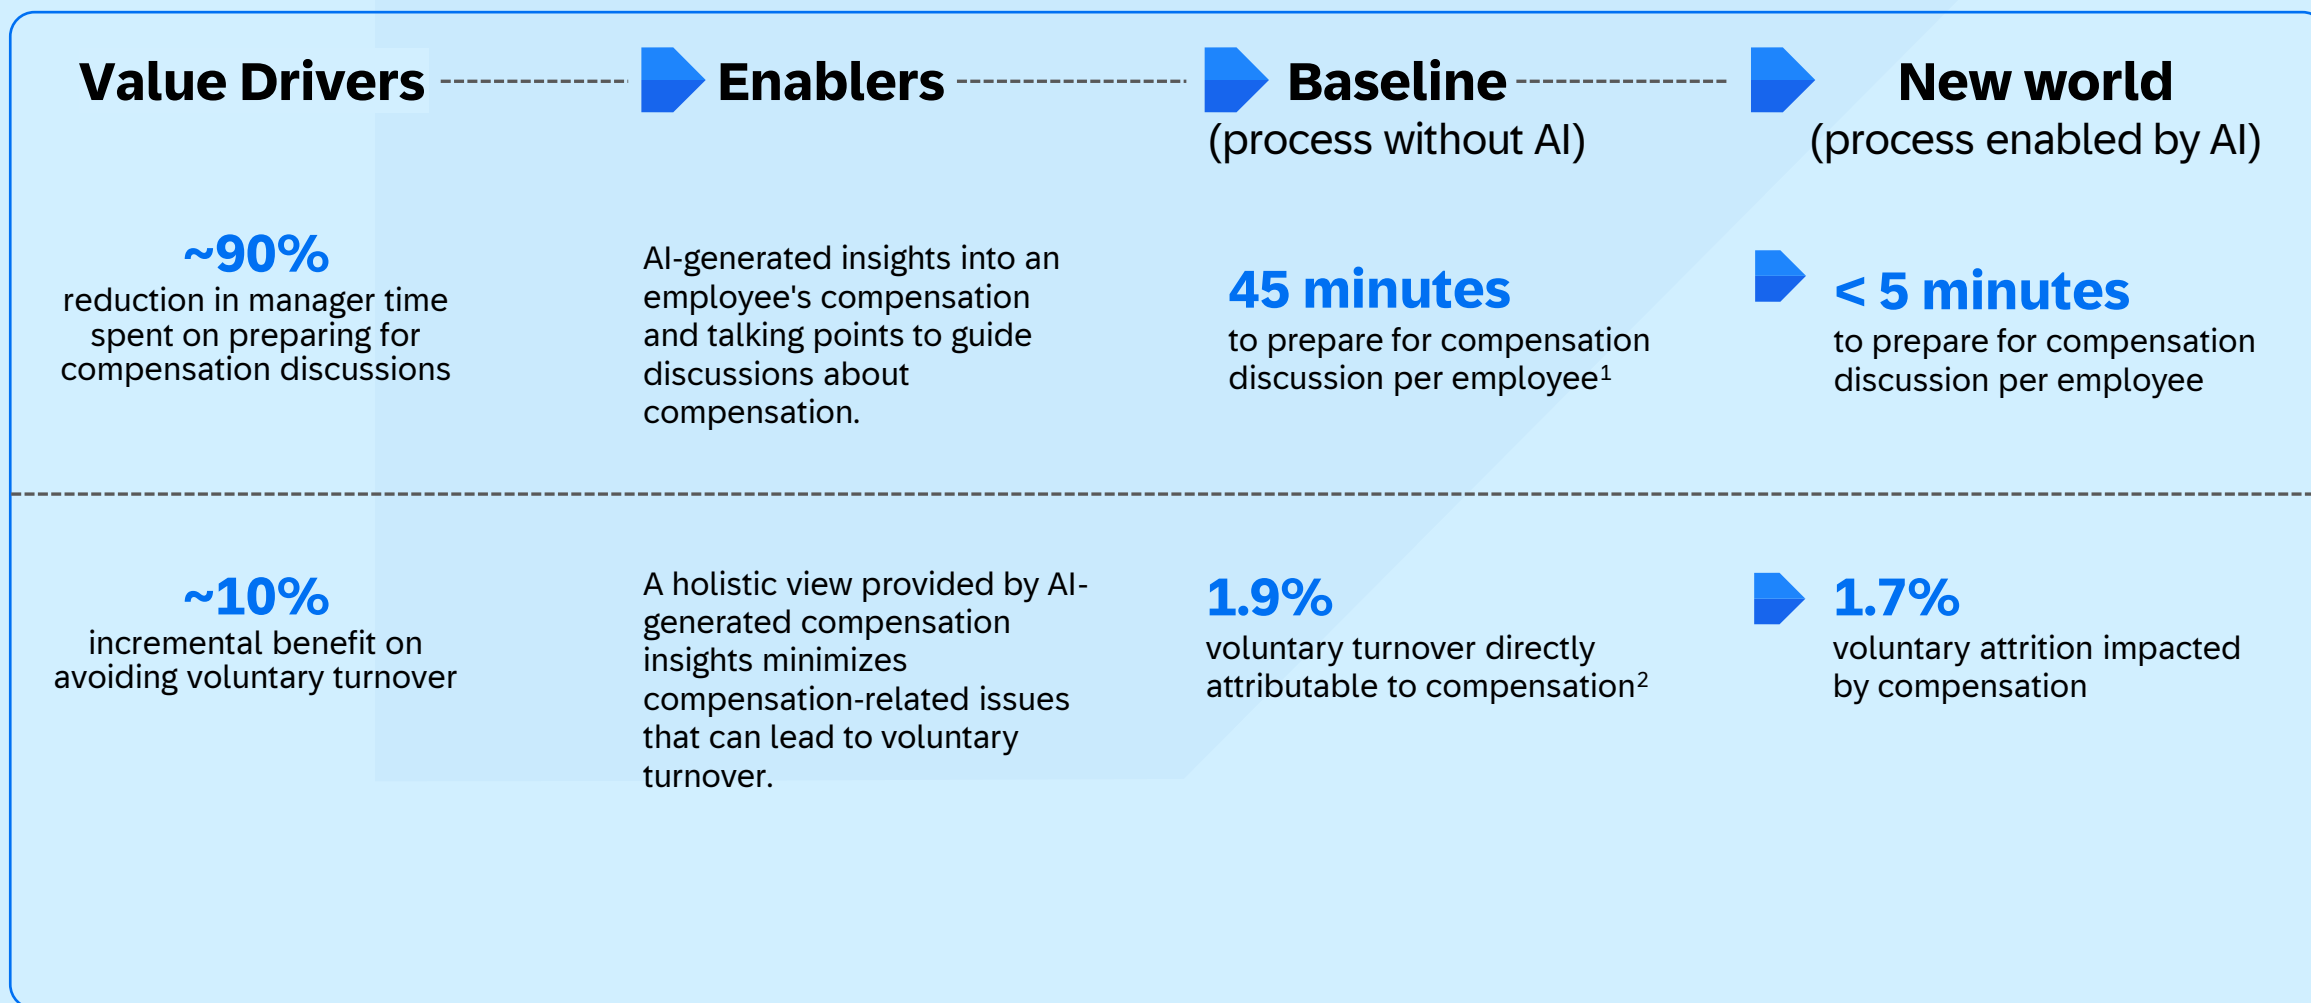 Value Drivers
Enablers
Baseline
(process without AI)
New world
(process enabled by AI)
~90%
reduction in manager time
spent on preparing for
compensation discussions
AI-generated insights into an
employee's compensation
and talking points to guide
discussions about
compensation.
45 minutes
to prepare for compensation
discussion per employee¹
< 5 minutes
to prepare for compensation
discussion per employee
~10%
incremental benefit on
avoiding voluntary turnover
A holistic view provided by AI-
generated compensation
insights minimizes
compensation-related issues
that can lead to voluntary
turnover.
1.9%
voluntary turnover directly
attributable to compensation²
1.7%
voluntary attrition impacted
by compensation